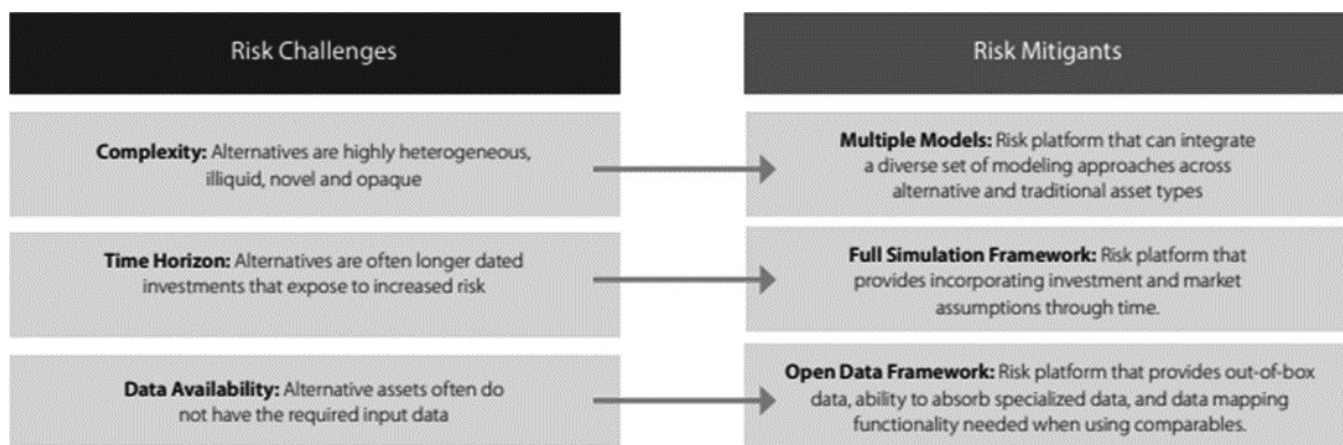 Risk Challenges
Risk Mitigants
Complexity: Alternatives are highly heterogeneous,
illiquid, novel and opaque
Multiple Models: Risk platform that can integrate
a diverse set of modeling approaches across
alternative and traditional asset types
Time Horizon: Alternatives are often longer dated
investments that expose to increased risk
Full Simulation Framework: Risk platform that
provides incorporating investment and market
assumptions through time.
Data Availability: Alternative assets often do
not have the required input data
Open Data Framework: Risk platform that provides out-of-box
data, ability to absorb specialized data, and data mapping
functionality needed when using comparables.